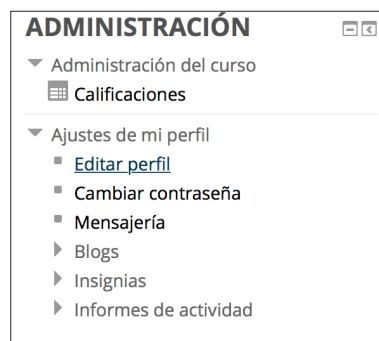 ADMINISTRACIÓN
Administración del curso
Calificaciones
Ajustes de mi perfil
Editar perfil
Cambiar contraseña
Mensajería
Blogs
Insignias
Informes de actividad